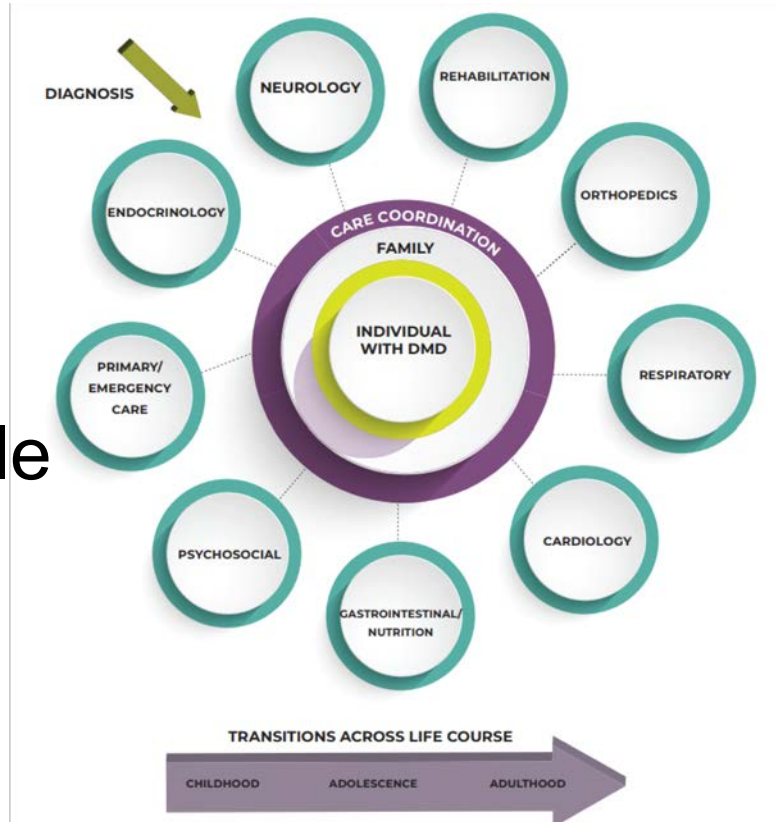 DIAGNOSIS
NEUROLOGY
REHABILITATION
ENDOCRINOLOGY
ORTHOPEDICS
CARE COORDINATION
FAMILY
INDIVIDUAL
WITH DMD
PRIMARY/
EMERGENCY
CARE
RESPIRATORY
PSYCHOSOCIAL
CARDIOLOGY
GASTROINTESTINAL/
NUTRITION
TRANSITIONS ACROSS LIFE COURSE
CHILDHOOD ADOLESCENCE ADULTHOOD